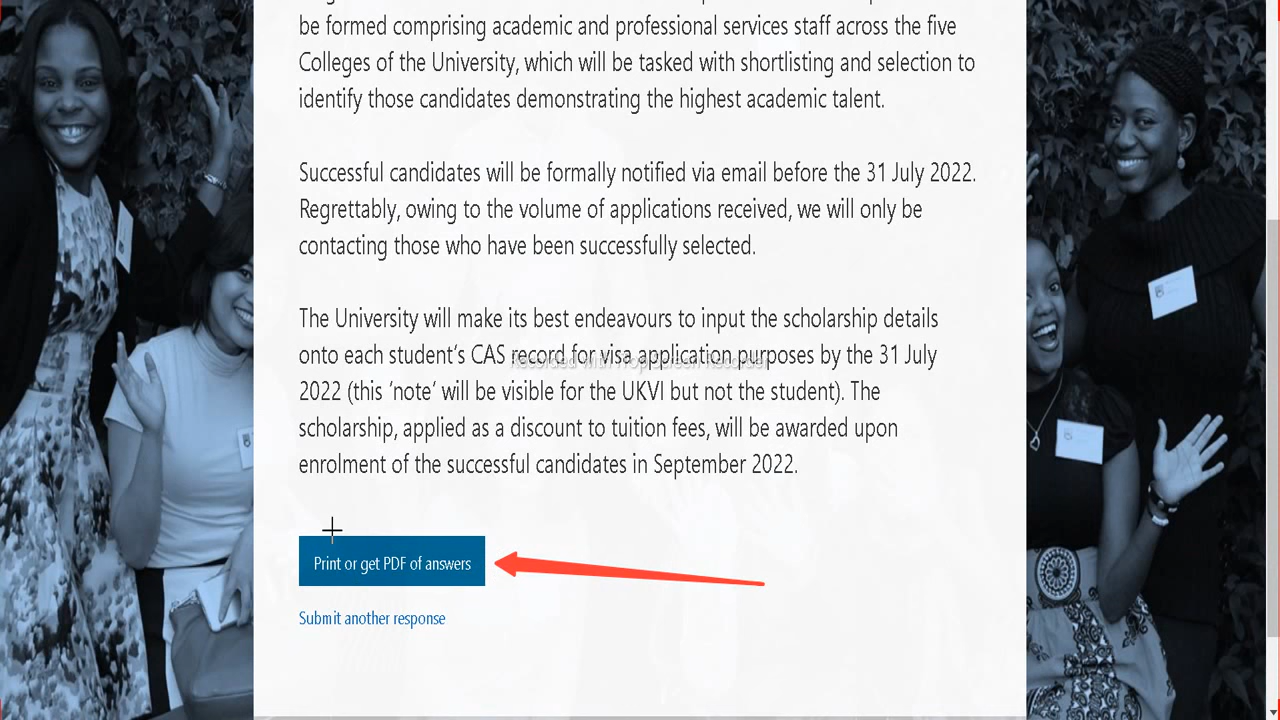 be formed comprising academic and professional services staff across the five
Colleges of the University, which will be tasked with shortlisting and selection to
identify those candidates demonstrating the highest academic talent.
Successful candidates will be formally notified via email before the 31 July 2022.
Regrettably, owing to the volume of applications received, we will only be
contacting those who have been successfully selected.
The University will make its best endeavours to input the scholarship details
onto each student's CAS record for visa application purposes by the 31 July
Recorded with iTop Screen Recorder
2022 (this 'note' will be visible for the UKVI but not the student). The
scholarship, applied as a discount to tuition fees, will be awarded upon
enrolment of the successful candidates in September 2022.
Print or get PDF of answers
Submit another response